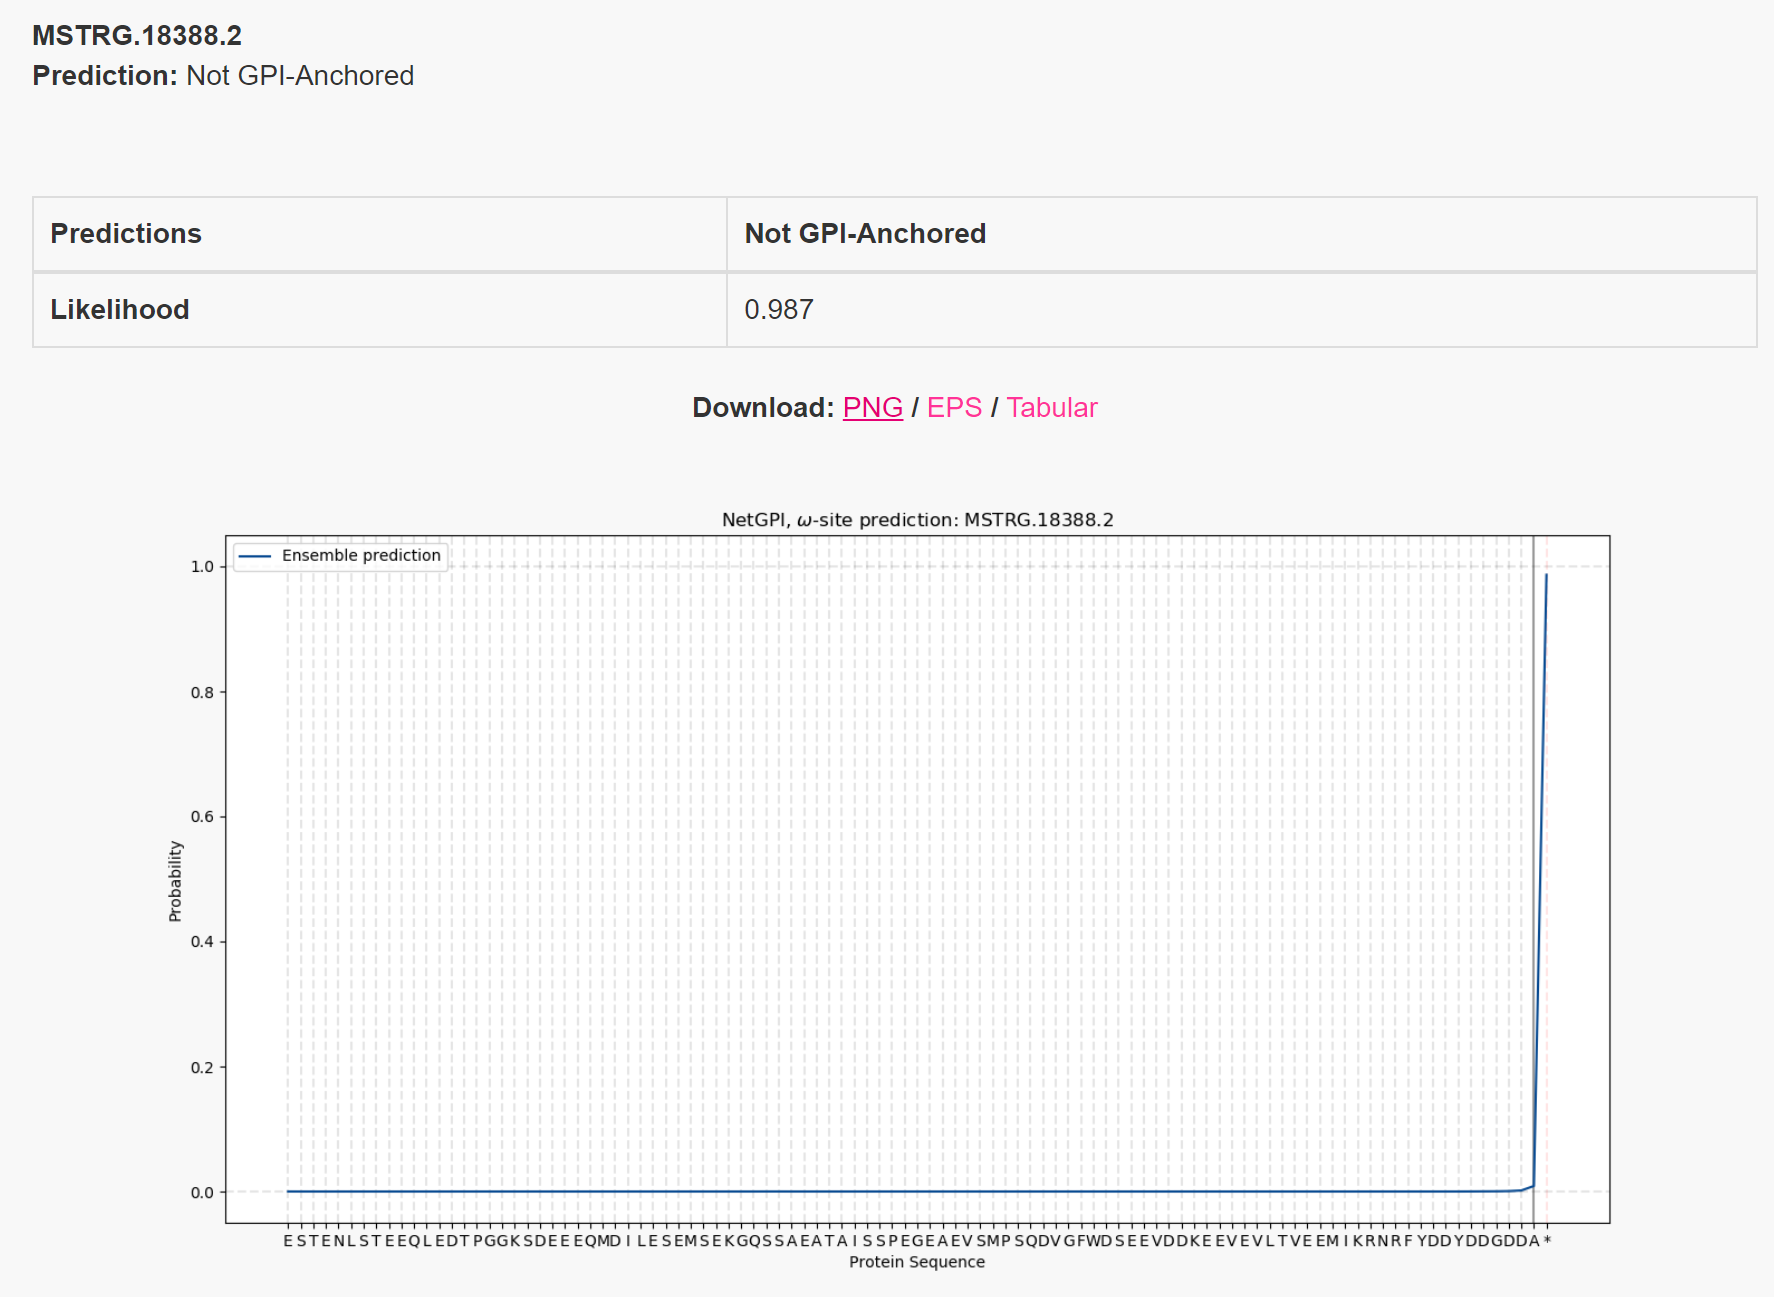 MSTRG.18388.2
Prediction: Not GPI-Anchored
Predictions Not GPI-Anchored
Likelihood 0.987
Download: PNG / EPS / Tabular
NetGPI, ω-site prediction: MSTRG.18388.2
Ensemble prediction
1.0
0.8
0.6
0.4
0.2
0.0
Probability
E S T E N L S T E E Q L E D T P G G K S D E E E Q M D I L E S E M S E K G Q S S A E A T A I S S P E G E A E V S M P S Q D V G F W D S E E V D D K E E V E V L T V E E M I K R N R F Y D D Y D D G D D A *
Protein Sequence